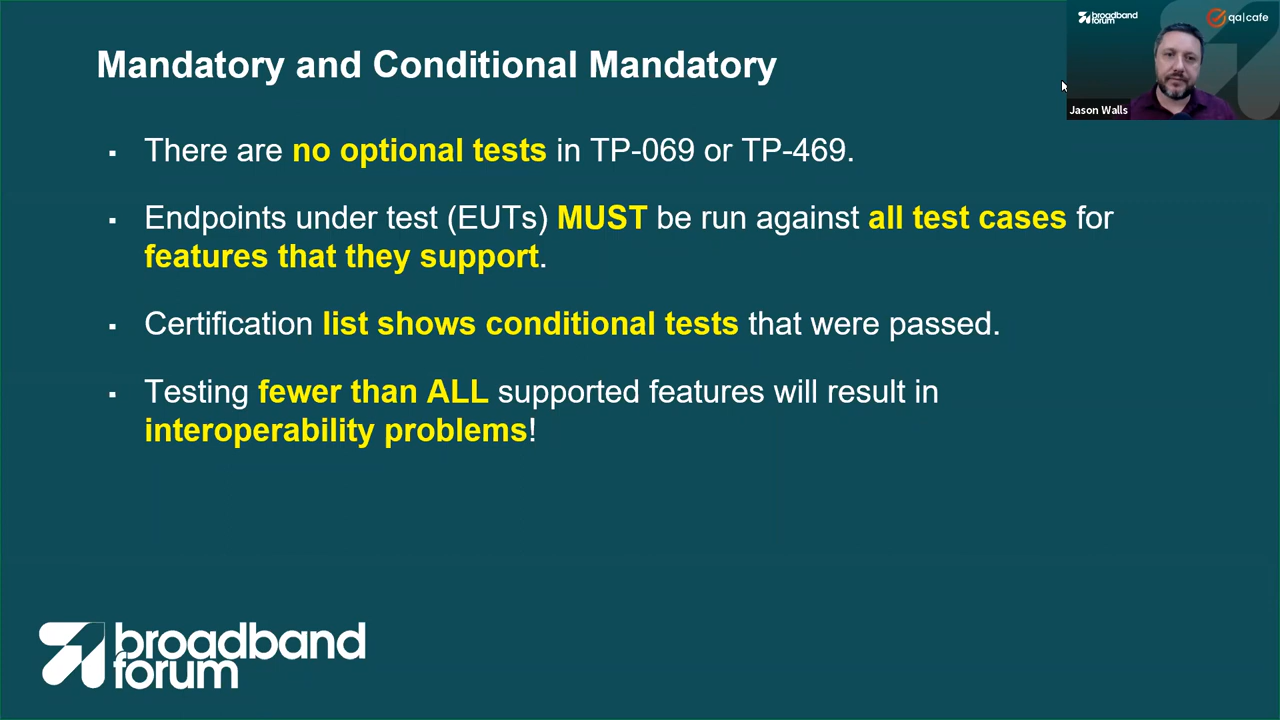 Mandatory and Conditional Mandatory
broadband
forum
qa|cafe
Jason Walls
▪ There are no optional tests in TP-069 or TP-469.
▪ Endpoints under test (EUTs) MUST be run against all test cases for
features that they support.
▪ Certification list shows conditional tests that were passed.
▪ Testing fewer than ALL supported features will result in
interoperability problems!
broadband
forum